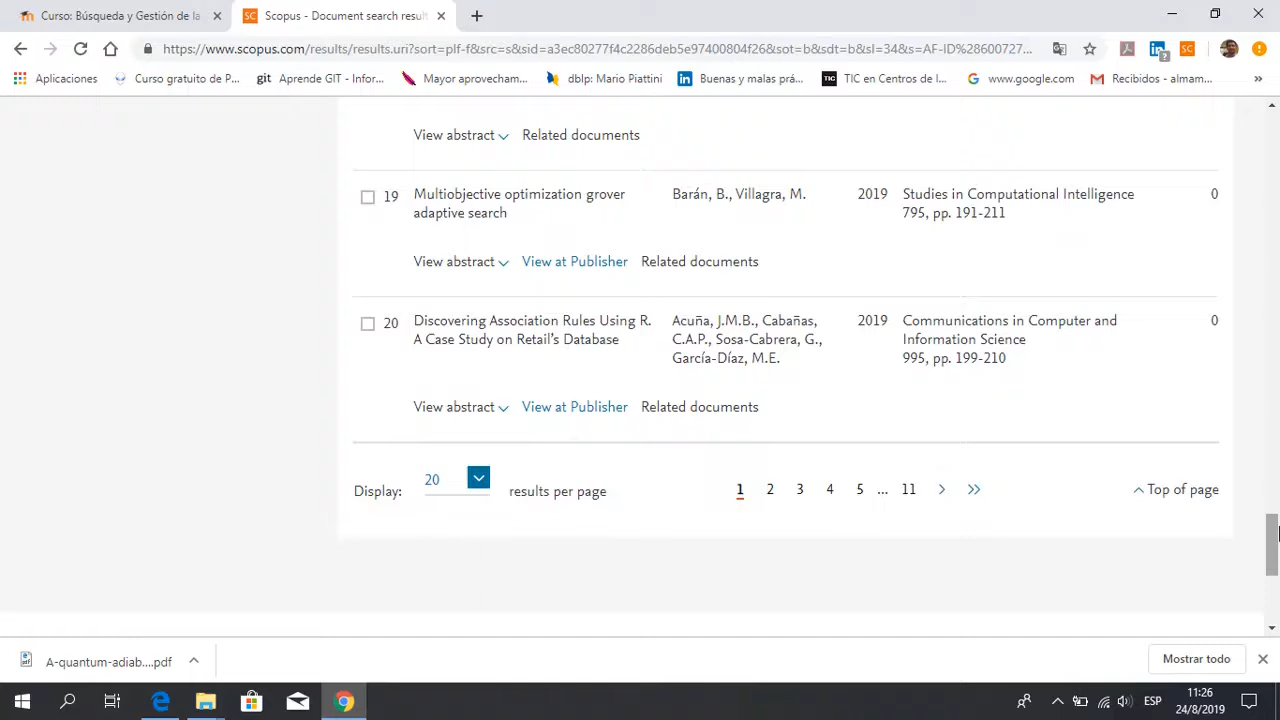 Curso: Búsqueda y Gestión de la
Scopus - Document search result
https://www.scopus.com/results/results.uri?sort=plf-f&src=s&sid=a3ec80277f4c2286deb5e97400804f26&sot=b&sdt=b&sl=34&s=AF-ID%28600727...
Aplicaciones
Curso gratuito de P...
git Aprende GIT - Infor...
Mayor aprovecham...
dblp: Mario Piattini
in Buenas y malas prá...
TIC TIC en Centros de I...
www.google.com
Recibidos - almam...
»
View abstract Related documents
19 Multiobjective optimization grover Barán, B., Villagra, M. 2019 Studies in Computational Intelligence 0
adaptive search 795, pp. 191-211
View abstract View at Publisher Related documents
20 Discovering Association Rules Using R. Acuña, J.M.B., Cabañas, 2019 Communications in Computer and 0
A Case Study on Retail's Database C.A.P., Sosa-Cabrera, G., Information Science
García-Díaz, M.E. 995, pp. 199-210
View abstract View at Publisher Related documents
Display: 20 results per page 1 2 3 4 5 ... 11 Top of page
A-quantum-adiab....pdf
Mostrar todo
ESP
11:26
24/8/2019